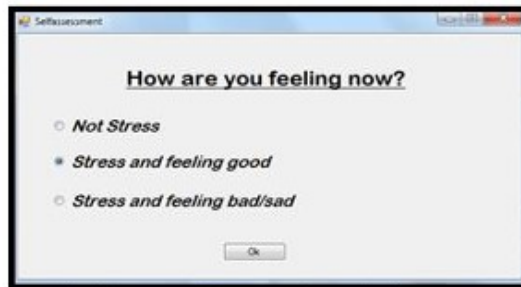 Selfassessment
How are you feeling now?
Not Stress
Stress and feeling good
Stress and feeling bad/sad
Ok